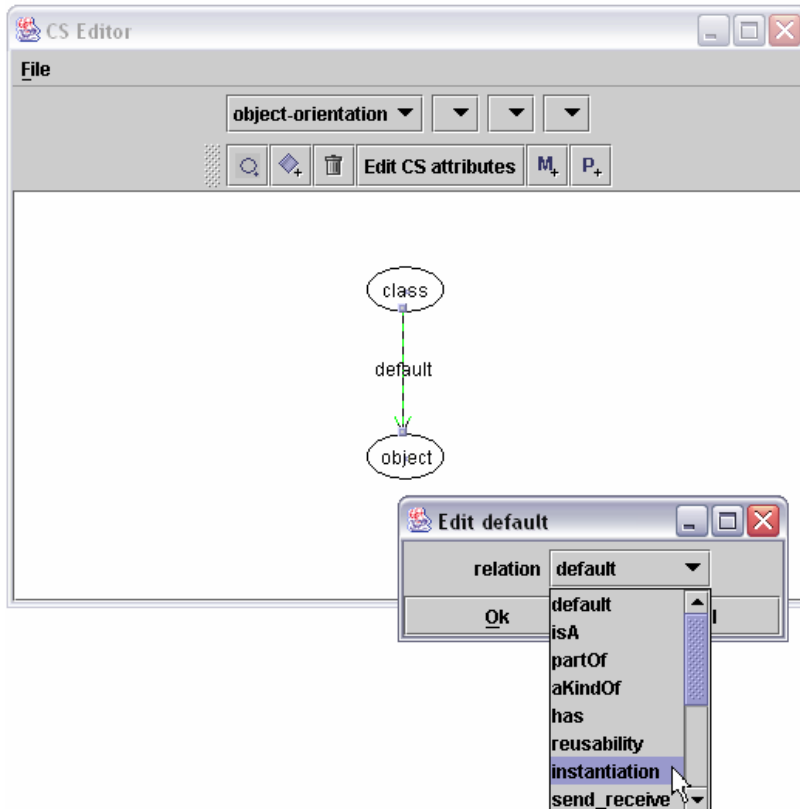 CS Editor
File
object-orientation
Edit CS attributes M+ P+
class
default
object
Edit default
relation default
default
Ok
isA
partOf
aKindOf
has
reusability
instantiation
send_receive